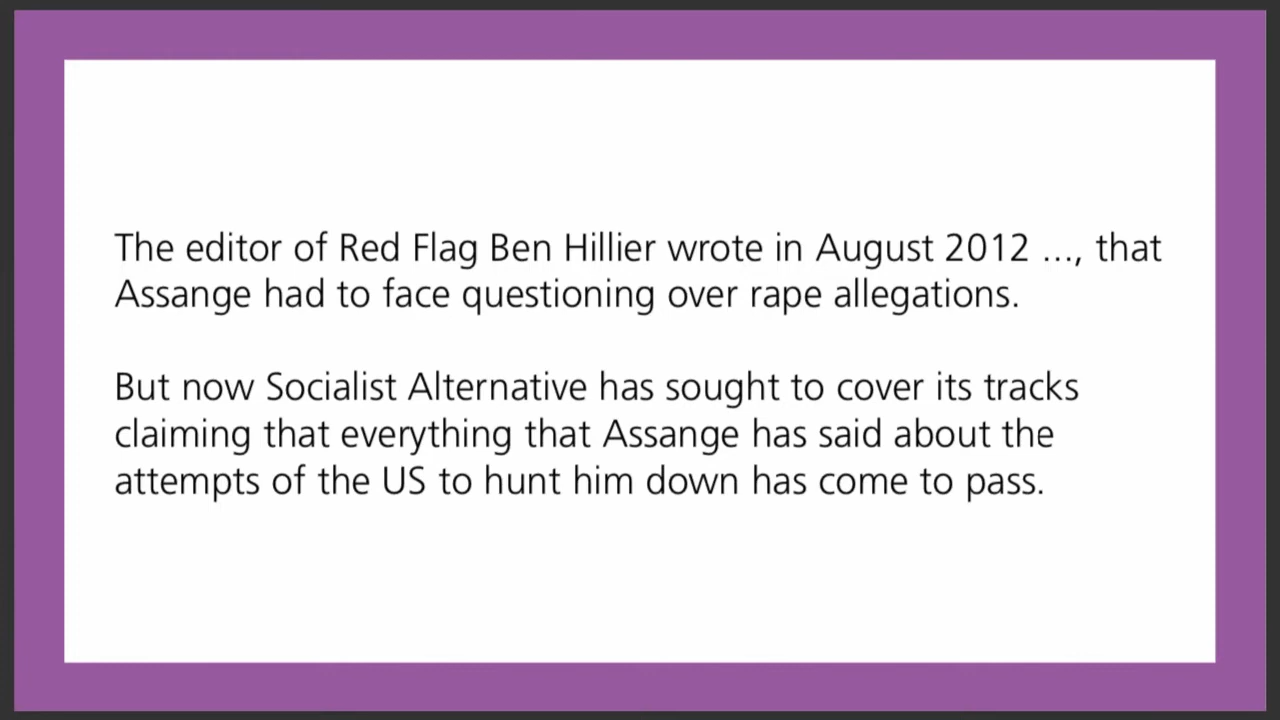 The editor of Red Flag Ben Hillier wrote in August 2012 ..., that
Assange had to face questioning over rape allegations.
But now Socialist Alternative has sought to cover its tracks
claiming that everything that Assange has said about the
attempts of the US to hunt him down has come to pass.